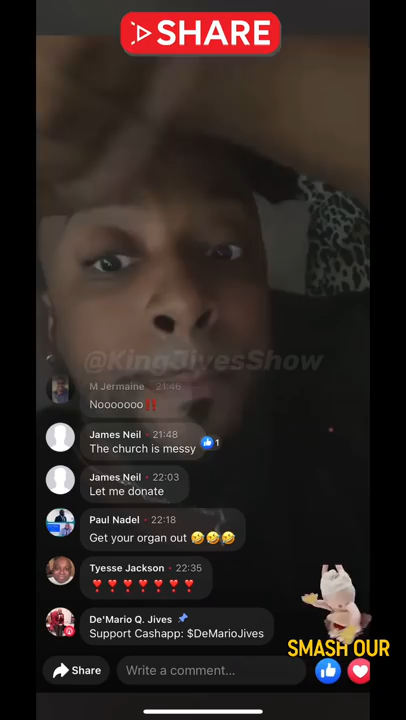 SHARE
@KingJivesShow
M Jermaine • 21:46
Nooooooo‼️
James Neil • 21:48
The church is messy
1
James Neil • 22:03
Let me donate
Paul Nadel • 22:18
Get your organ out 🤣🤣🤣
Tyesse Jackson • 22:35
❣️❣️❣️❣️❣️❣️❣️
De'Mario Q. Jives 📌
Support Cashapp: $DeMarioJives
SMASH OUR
Share
Write a comment...